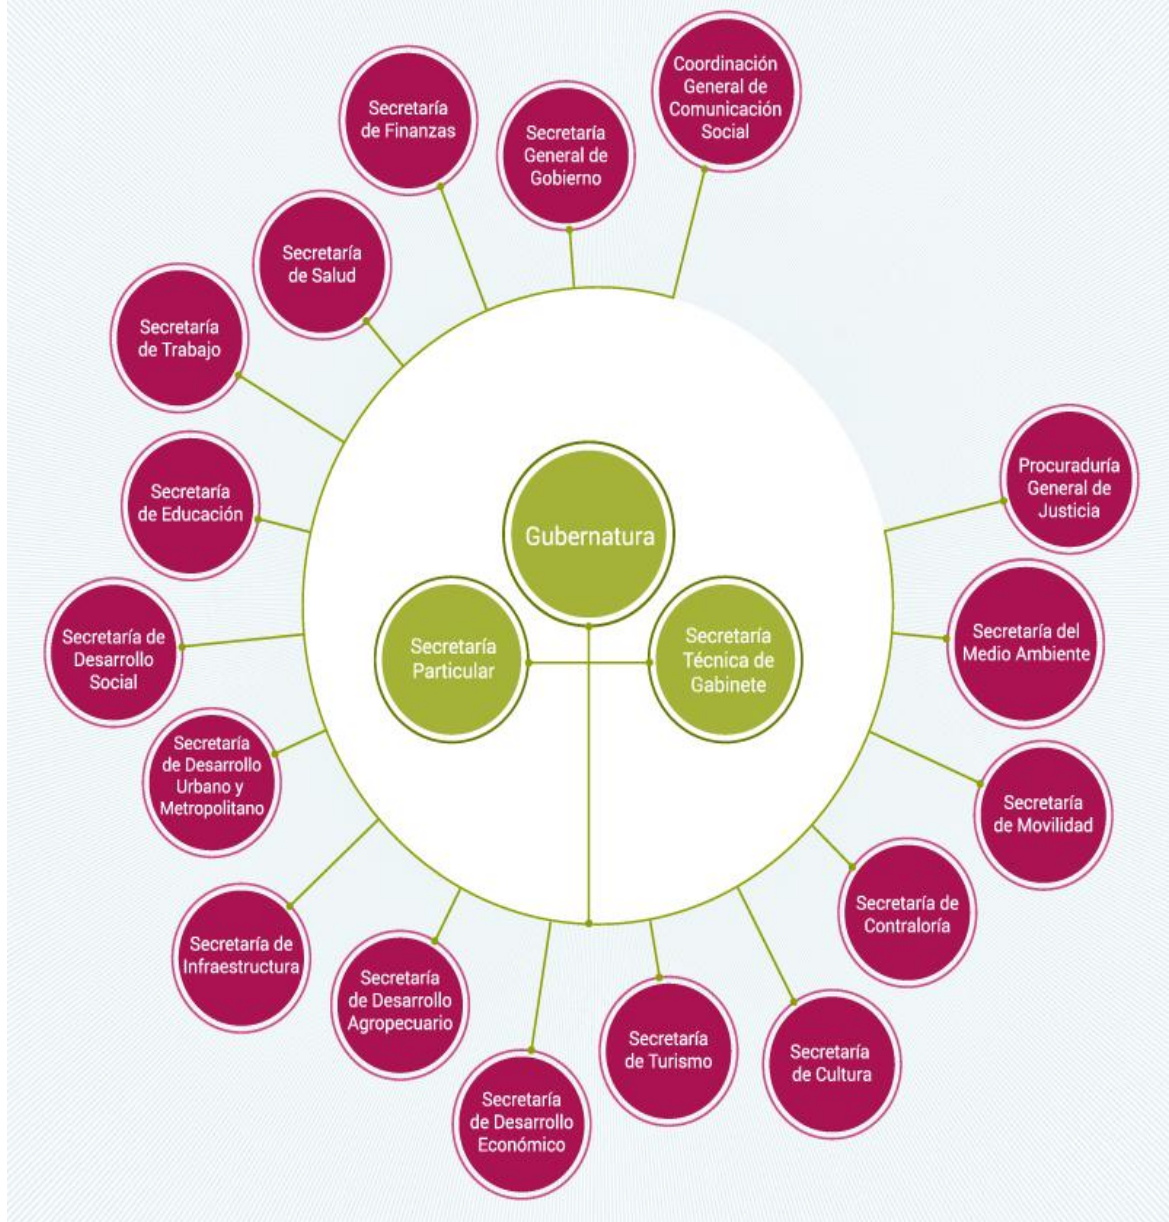 Coordinación
General de
Comunicación
Social
Secretaría
General de
Gobierno
Secretaría
de Finanzas
Secretaría
de Salud
Secretaría
de Trabajo
Secretaría
de Educación
Secretaría de
Desarrollo
Social
Secretaría
de Desarrollo
Urbano y
Metropolitano
Secretaría de
Infraestructura
Secretaría
de Desarrollo
Agropecuario
Secretaría
de Desarrollo
Económico
Secretaría
de Turismo
Secretaría
de Cultura
Secretaría de
Contraloría
Secretaría
de Movilidad
Secretaría del
Medio Ambiente
Procuraduría
General de
Justicia
Gubernatura
Secretaría
Particular
Secretaría
Técnica de
Gabinete